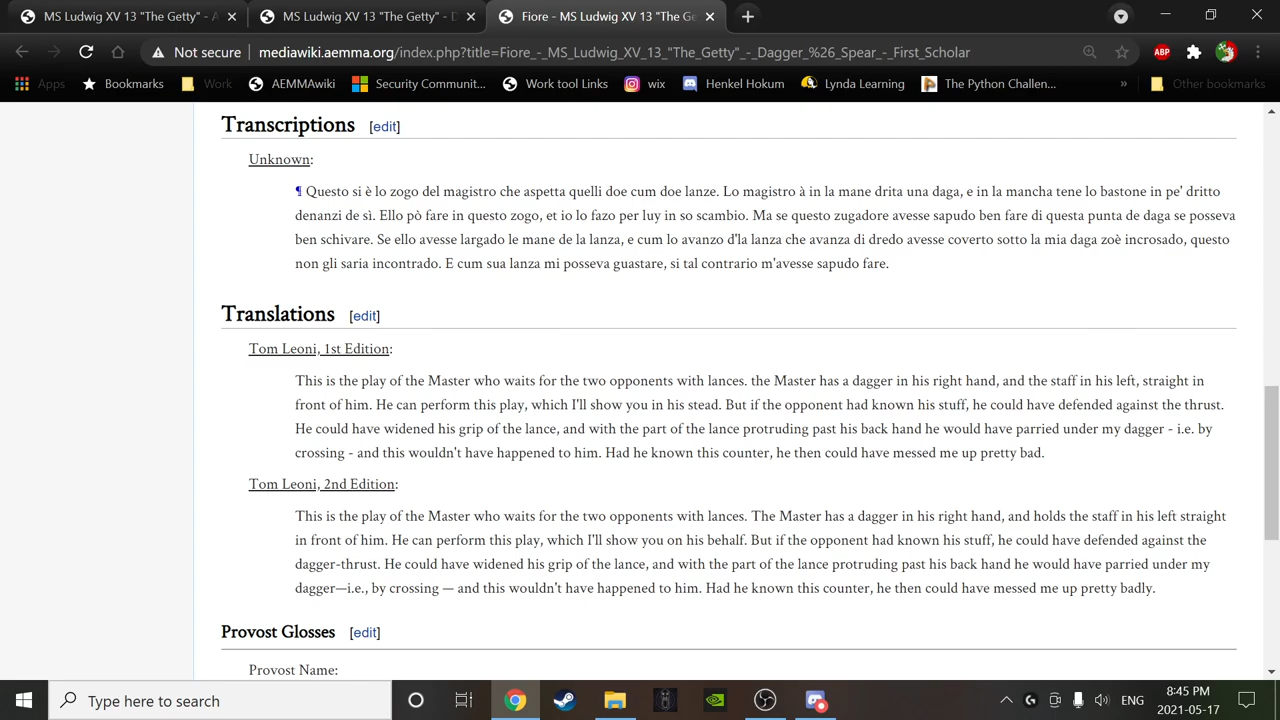 MS Ludwig XV 13 "The Getty" - A
MS Ludwig XV 13 "The Getty" - D
Fiore - MS Ludwig XV 13 "The Ge
Not secure
mediawiki.aemma.org/index.php?title=Fiore_-_MS_Ludwig_XV_13_"The_Getty"_-_Dagger_%26_Spear_-_First_Scholar
ABP
Apps
Bookmarks
Work
AEMMAwiki
Security Communit...
Work tool Links
wix
Henkel Hokum
Lynda Learning
The Python Challen...
»
Other bookmarks
Transcriptions [edit]
Unknown:
¶ Questo si è lo zogo del magistro che aspetta quelli doe cum doe lanze. Lo magistro à in la mane drita una daga, e in la mancha tene lo bastone in pe' dritto
denanzi de sì. Ello pò fare in questo zogo, et io lo fazo per luy in so scambio. Ma se questo zugadore avesse sapudo ben fare di questa punta de daga se posseva
ben schivare. Se ello avesse largado le mane de la lanza, e cum lo avanzo d'la lanza che avanza di dredo avesse coverto sotto la mia daga zoè incrosado, questo
non gli saria incontrado. E cum sua lanza mi posseva guastare, si tal contrario m'avesse sapudo fare.
Translations [edit]
Tom Leoni, 1st Edition:
This is the play of the Master who waits for the two opponents with lances. the Master has a dagger in his right hand, and the staff in his left, straight in
front of him. He can perform this play, which I'll show you in his stead. But if the opponent had known his stuff, he could have defended against the thrust.
He could have widened his grip of the lance, and with the part of the lance protruding past his back hand he would have parried under my dagger - i.e. by
crossing - and this wouldn't have happened to him. Had he known this counter, he then could have messed me up pretty bad.
Tom Leoni, 2nd Edition:
This is the play of the Master who waits for the two opponents with lances. The Master has a dagger in his right hand, and holds the staff in his left straight
in front of him. He can perform this play, which I'll show you on his behalf. But if the opponent had known his stuff, he could have defended against the
dagger-thrust. He could have widened his grip of the lance, and with the part of the lance protruding past his back hand he would have parried under my
dagger—i.e., by crossing — and this wouldn't have happened to him. Had he known this counter, he then could have messed me up pretty badly.
Provost Glosses [edit]
Provost Name:
Type here to search
ENG
8:45 PM
2021-05-17